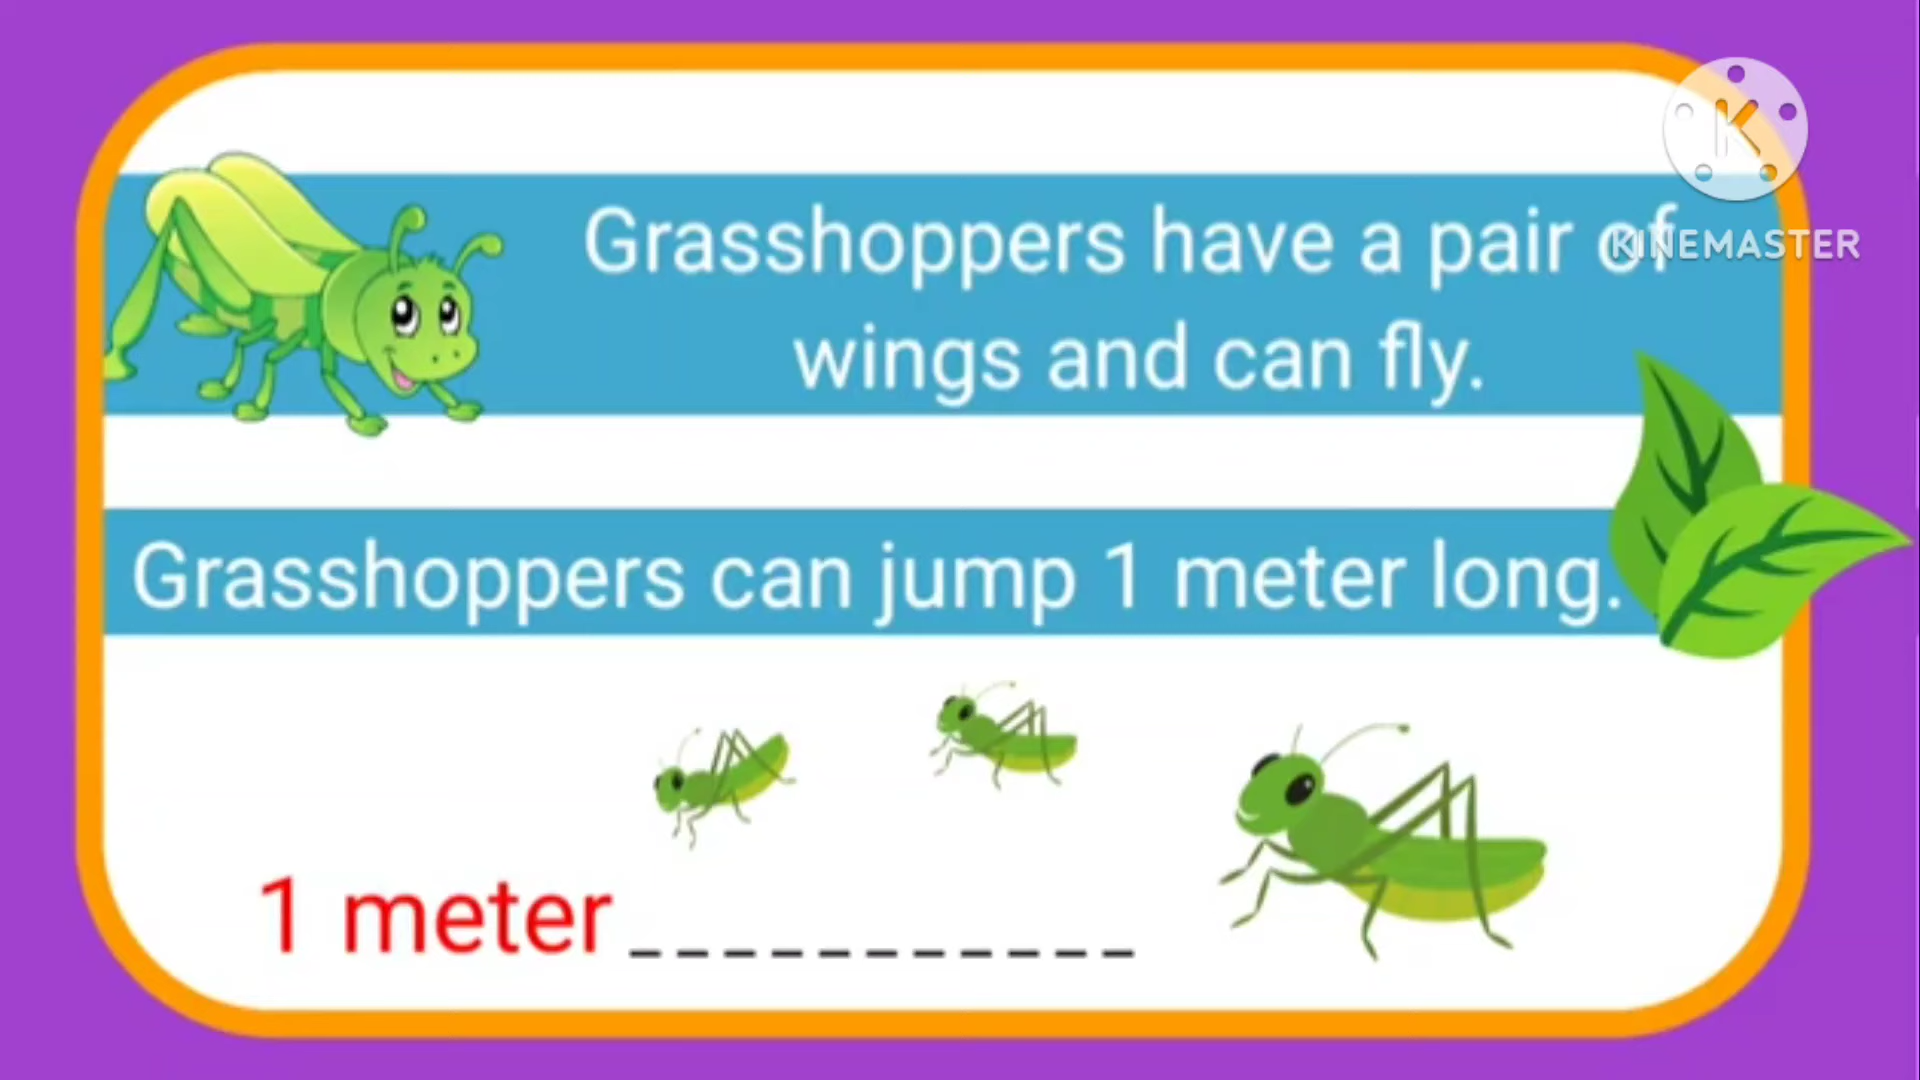 Grasshoppers have a pair of
KINEMASTER
wings and can fly.
Grasshoppers can jump 1 meter long.
1 meter